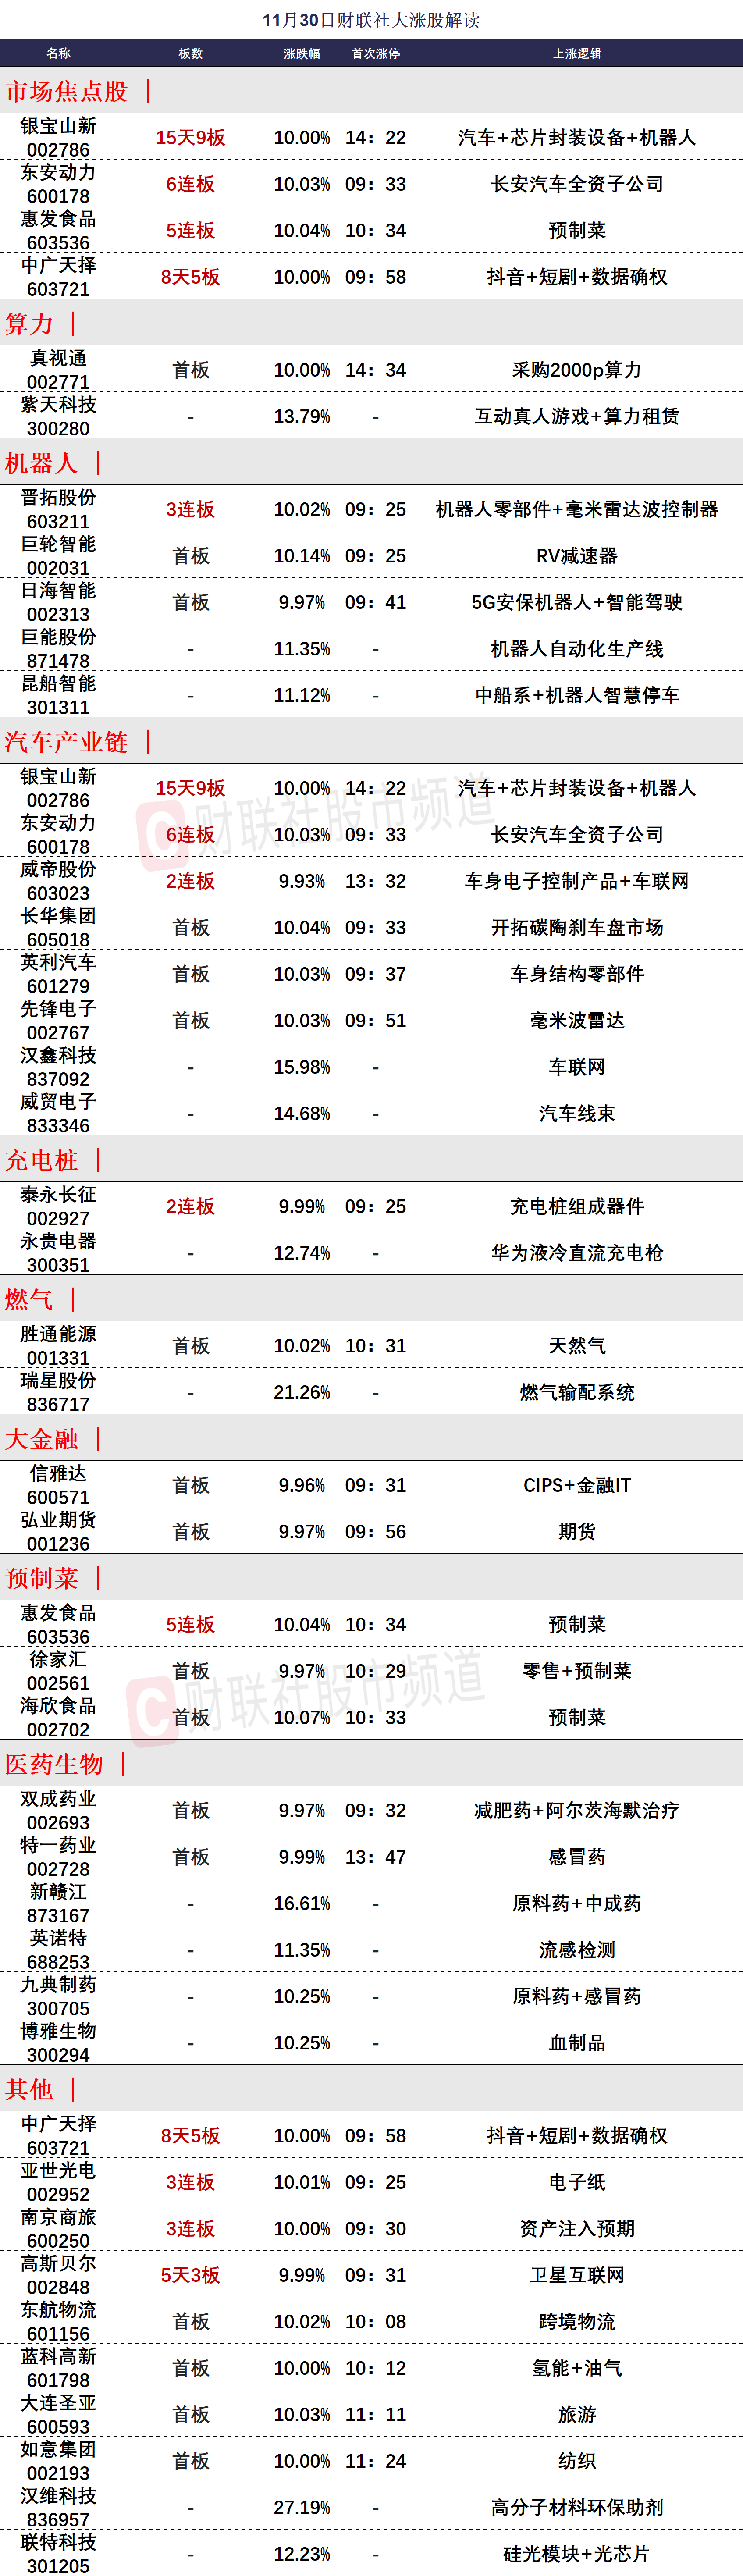 11月30日财联社大涨股解读
名称 板数 涨跌幅 首次涨停 上涨逻辑
市场焦点股 |
银宝山新 002786 15天9板 10.00% 14：22 汽车+芯片封装设备+机器人
东安动力 600178 6连板 10.03% 09：33 长安汽车全资子公司
惠发食品 603536 5连板 10.04% 10：34 预制菜
中广天择 603721 8天5板 10.00% 09：58 抖音+短剧+数据确权
算力 |
真视通 002771 首板 10.00% 14：34 采购2000p算力
紫天科技 300280 - 13.79% - 互动真人游戏+算力租赁
机器人 |
晋拓股份 603211 3连板 10.02% 09：25 机器人零部件+毫米雷达波控制器
巨轮智能 002031 首板 10.14% 09：25 RV减速器
日海智能 002313 首板 9.97% 09：41 5G安保机器人+智能驾驶
巨能股份 871478 - 11.35% - 机器人自动化生产线
昆船智能 301311 - 11.12% - 中船系+机器人智慧停车
汽车产业链 |
银宝山新 002786 15天9板 10.00% 14：22 汽车+芯片封装设备+机器人
东安动力 600178 6连板 10.03% 09：33 长安汽车全资子公司
威帝股份 603023 2连板 9.93% 13：32 车身电子控制产品+车联网
长华集团 605018 首板 10.04% 09：33 开拓碳陶刹车盘市场
英利汽车 601279 首板 10.03% 09：37 车身结构零部件
先锋电子 002767 首板 10.03% 09：51 毫米波雷达
汉鑫科技 837092 - 15.98% - 车联网
威贸电子 833346 - 14.68% - 汽车线束
财联社股市频道
充电桩 |
泰永长征 002927 2连板 9.99% 09：25 充电桩组成器件
永贵电器 300351 - 12.74% - 华为液冷直流充电枪
燃气 |
胜通能源 001331 首板 10.02% 10：31 天然气
瑞星股份 836717 - 21.26% - 燃气输配系统
大金融 |
信雅达 600571 首板 9.96% 09：31 CIPS+金融IT
弘业期货 001236 首板 9.97% 09：56 期货
预制菜 |
惠发食品 603536 5连板 10.04% 10：34 预制菜
徐家汇 002561 首板 9.97% 10：29 零售+预制菜
海欣食品 002702 首板 10.07% 10：33 预制菜
财联社股市频道
医药生物 |
双成药业 002693 首板 9.97% 09：32 减肥药+阿尔茨海默治疗
特一药业 002728 首板 9.99% 13：47 感冒药
新赣江 873167 - 16.61% - 原料药+中成药
英诺特 688253 - 11.35% - 流感检测
九典制药 300705 - 10.25% - 原料药+感冒药
博雅生物 300294 - 10.25% - 血制品
其他 |
中广天择 603721 8天5板 10.00% 09：58 抖音+短剧+数据确权
亚世光电 002952 3连板 10.01% 09：25 电子纸
南京商旅 600250 3连板 10.00% 09：30 资产注入预期
高斯贝尔 002848 5天3板 9.99% 09：31 卫星互联网
东航物流 601156 首板 10.02% 10：08 跨境物流
蓝科高新 601798 首板 10.00% 10：12 氢能+油气
大连圣亚 600593 首板 10.03% 11：11 旅游
如意集团 002193 首板 10.00% 11：24 纺织
汉维科技 836957 - 27.19% - 高分子材料环保助剂
联特科技 301205 - 12.23% - 硅光模块+光芯片